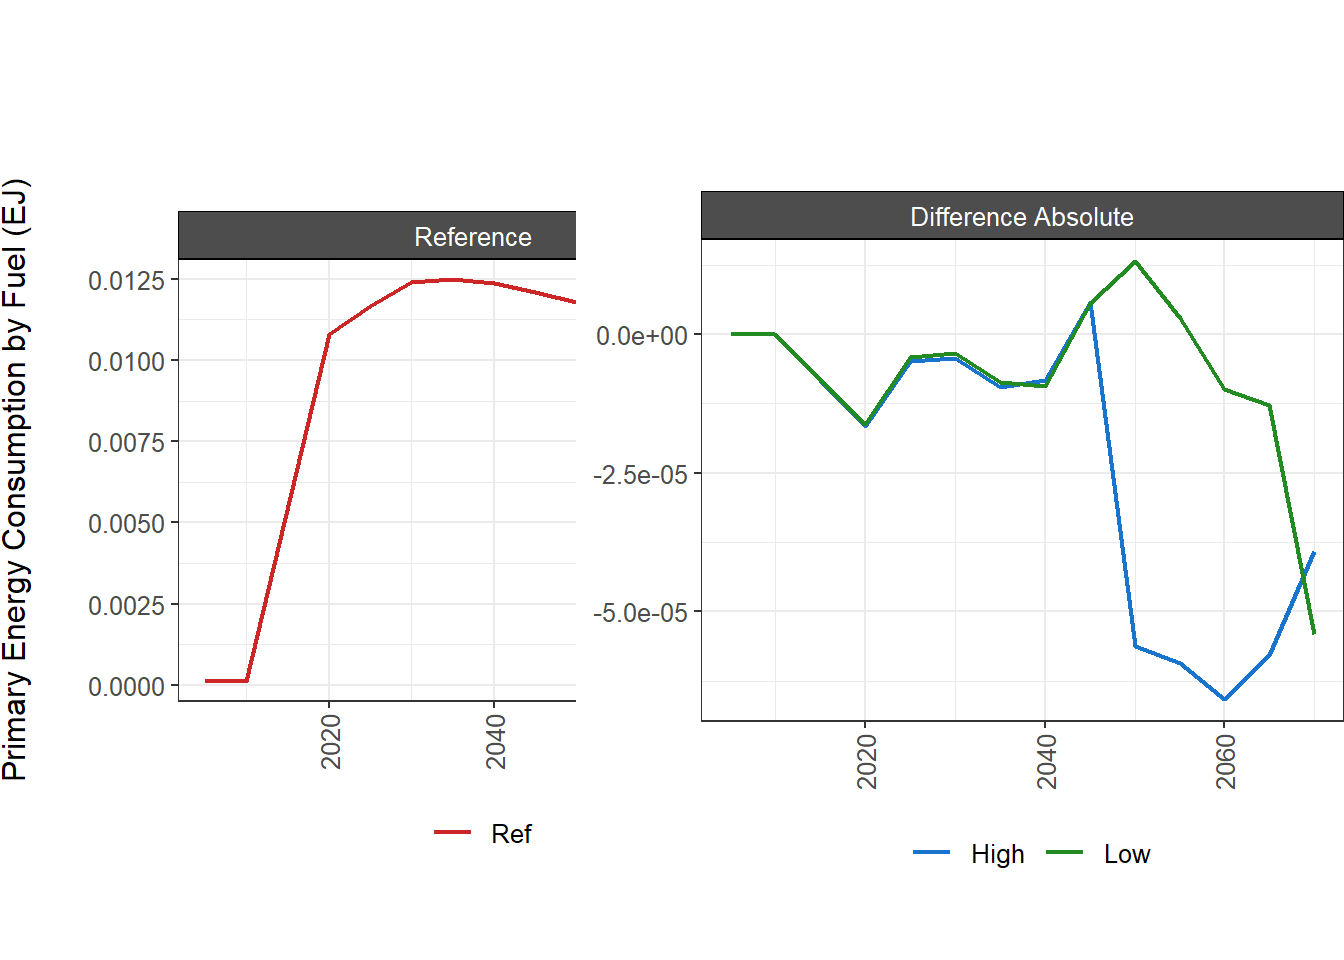 Primary Energy Consumption by Fuel (EJ)
Reference
0.0125
0.0100
0.0075
0.0050
0.0025
0.0000
2020
2040
Ref
Difference Absolute
0.0e+00
-2.5e-05
-5.0e-05
2020
2040
2060
High
Low